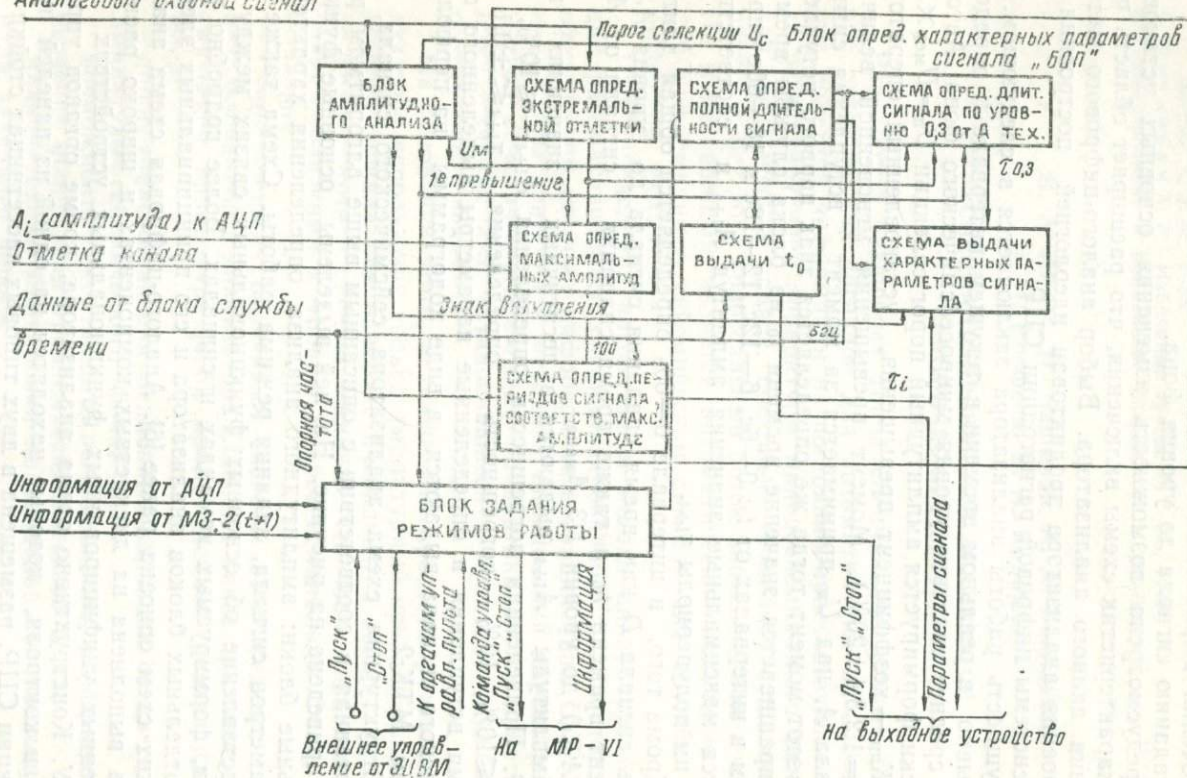 Аналоговый входной сигнал
Порог селекции Uс
Блок опред. характерных параметров
сигнала „БОП"
БЛОК
АМПЛИТУДНО-
ГО АНАЛИЗА
СХЕМА ОПРЕД.
ЭКСТРЕМАЛЬ-
НОЙ ОТМЕТКИ
СХЕМА ОПРЕД.
ПОЛНОЙ ДЛИТЕЛЬ-
НОСТИ СИГНАЛА
СХЕМА ОПРЕД. ДЛИТ.
СИГНАЛА ПО УРОВ-
НЮ 0,3 ОТ А ТЕХ.
Uм
τ0,3
1е превышение
Ai (амплитуда) к АЦП
Отметка канала
СХЕМА ОПРЕД.
МАКСИМАЛЬ-
НЫХ АМПЛИТУД
СХЕМА
ВЫДАЧИ t0
СХЕМА ВЫДАЧИ
ХАРАКТЕРНЫХ ПА-
РАМЕТРОВ СИГНА-
ЛА
Данные от блока службы
времени
Знак вступления
100
СХЕМА ОПРЕД. ПЕ-
РИОДОВ СИГНАЛА,
СООТВЕТСТВ. МАКС.
АМПЛИТУДЕ
τi
Опорная час-
тота
Информация от АЦП
Информация от МЗ-2(t+1)
БЛОК ЗАДАНИЯ
РЕЖИМОВ РАБОТЫ
„Пуск"
„Стоп"
К органам уп-
равл. пульта
Команда управл.
„Пуск" „Стоп"
Информация
„Пуск" „Стоп"
Параметры сигнала
Внешнее управ-
ление от ЭЦВМ
На МР-VI
На выходное устройство